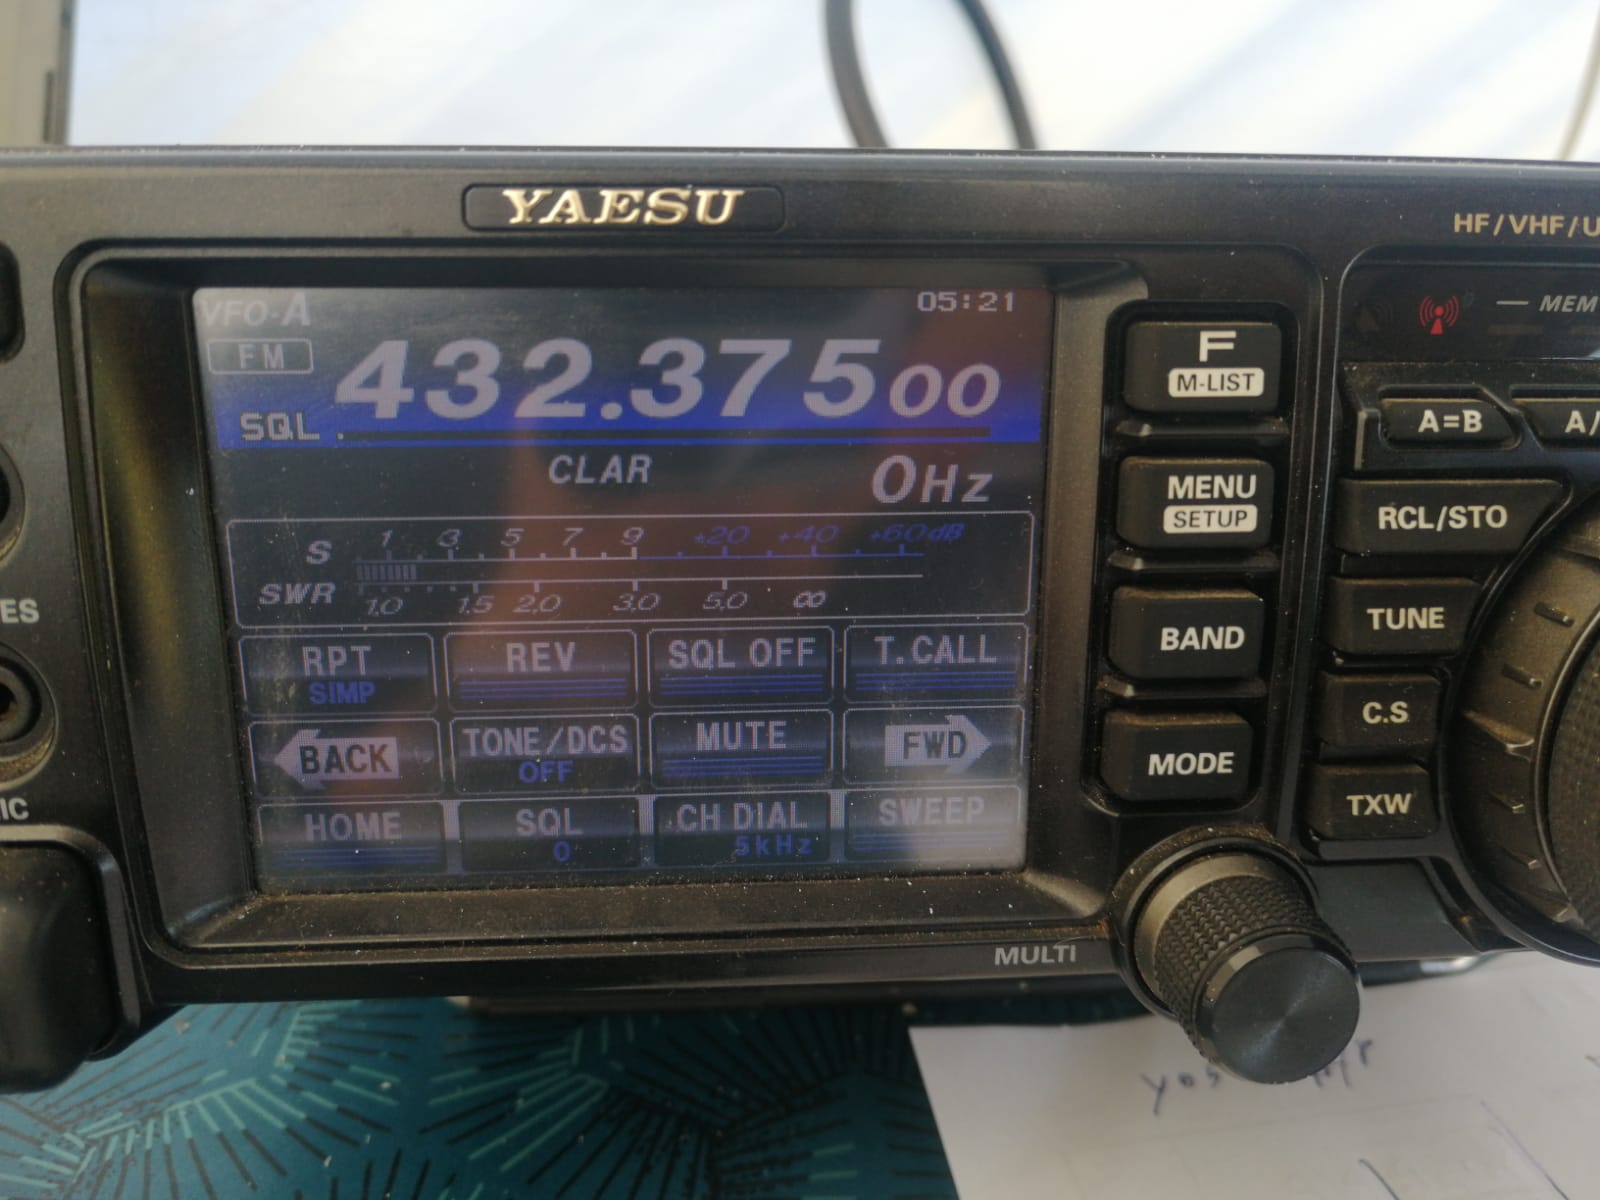 YAESU
HF/VHF/U
VFO-A
05:21
FM
432.37500
SQL
CLAR
0Hz
S 1 3 5 7 9 +20 +40 +60dB
SWR 1.0 1.5 2.0 3.0 5.0 ∞
RPT REV SQL OFF T.CALL
SIMP
BACK TONE/DCS MUTE FWD
OFF
HOME SQL CH DIAL SWEEP
0 5kHz
F
M-LIST
MENU
SETUP
BAND
MODE
MEM
A=B
A/
RCL/STO
TUNE
C.S
TXW
MULTI
ES
IC